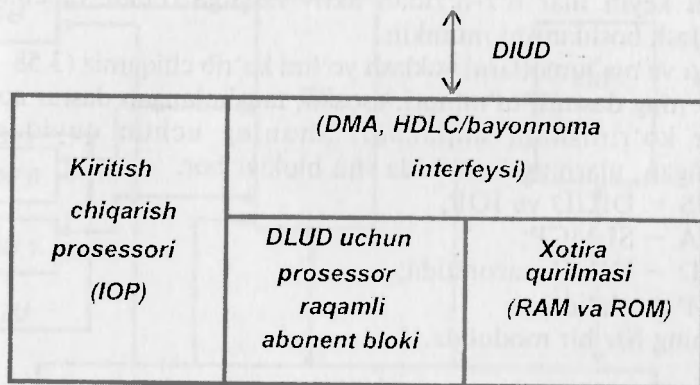 DIUD
(DMA, HDLC/bayonnoma
interfeysi)
Kiritish
chiqarish
prosessori
(IOP)
DLUD uchun
prosessor
raqamli
abonent bloki
Xotira
qurilmasi
(RAM va ROM)